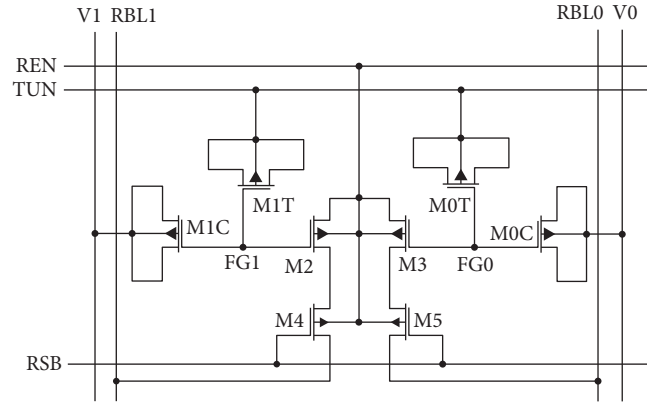 V1 RBL1 RBL0 V0
REN
TUN
M1T M0T
M1C M0C
FG1 M2 M3 FG0
M4 M5
RSB